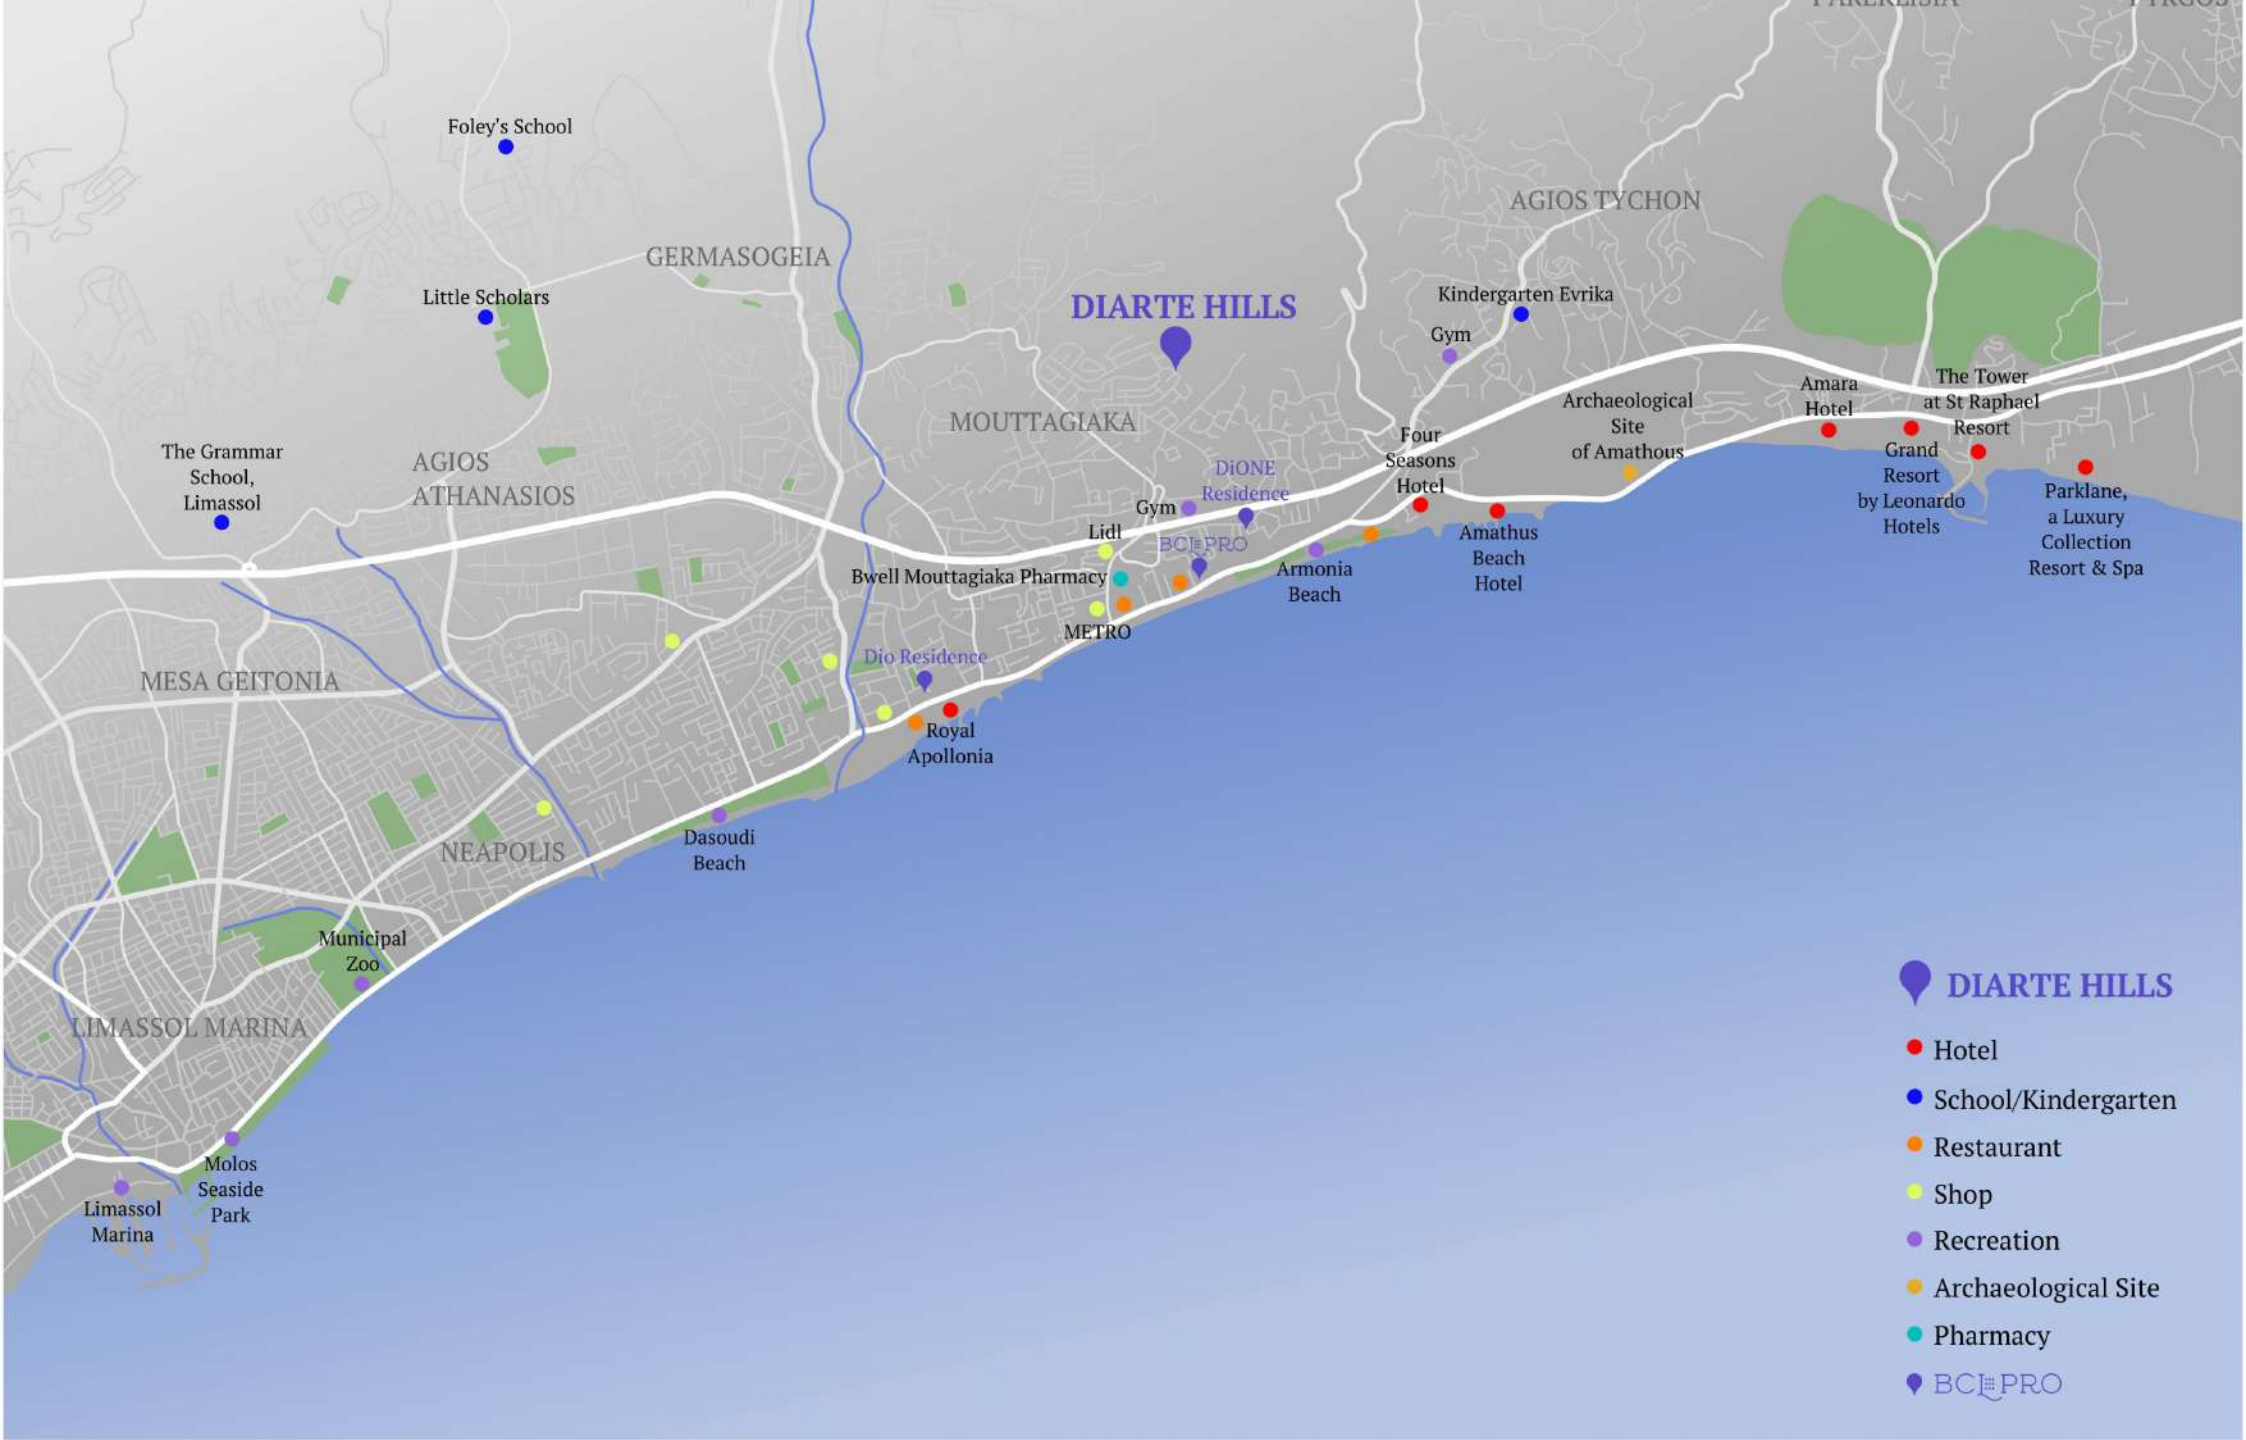 PAREKLISIA
PYRGOS
Foley's School
AGIOS TYCHON
GERMASOGEIA
Little Scholars
DIARTE HILLS
Kindergarten Evrika
Gym
The Grammar
School,
Limassol
AGIOS
ATHANASIOS
MOUTTAGIAKA
Four
Seasons
Hotel
Archaeological
Site
of Amathous
Amara
Hotel
The Tower
at St Raphael
Resort
Grand
Resort
by Leonardo
Hotels
Parklane,
a Luxury
Collection
Resort & Spa
DiONE
Residence
Gym
Lidl
BCLPRO
Bwell Mouttagiaka Pharmacy
METRO
Armonia
Beach
Amathus
Beach
Hotel
MESA GEITONIA
Dio Residence
Royal
Apollonia
Dasoudi
Beach
NEAPOLIS
Municipal
Zoo
LIMASSOL MARINA
Molos
Seaside
Park
Limassol
Marina
DIARTE HILLS
Hotel
School/Kindergarten
Restaurant
Shop
Recreation
Archaeological Site
Pharmacy
BCLPRO